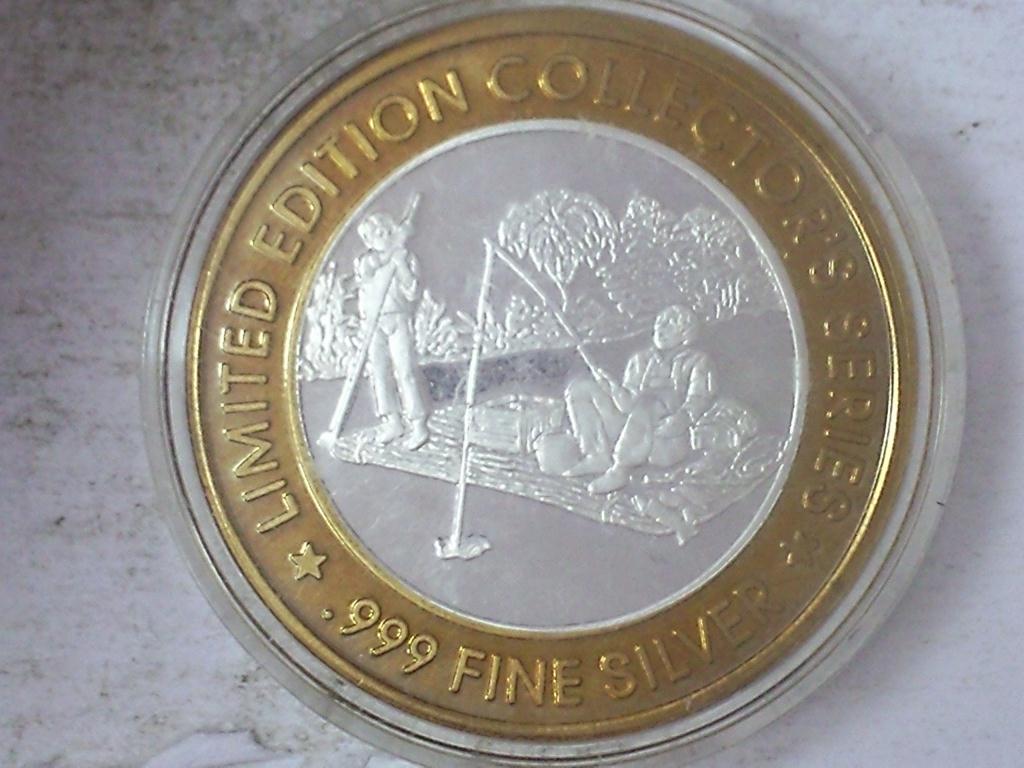 LIMITED EDITION COLLECTOR'S SERIES
.999 FINE SILVER